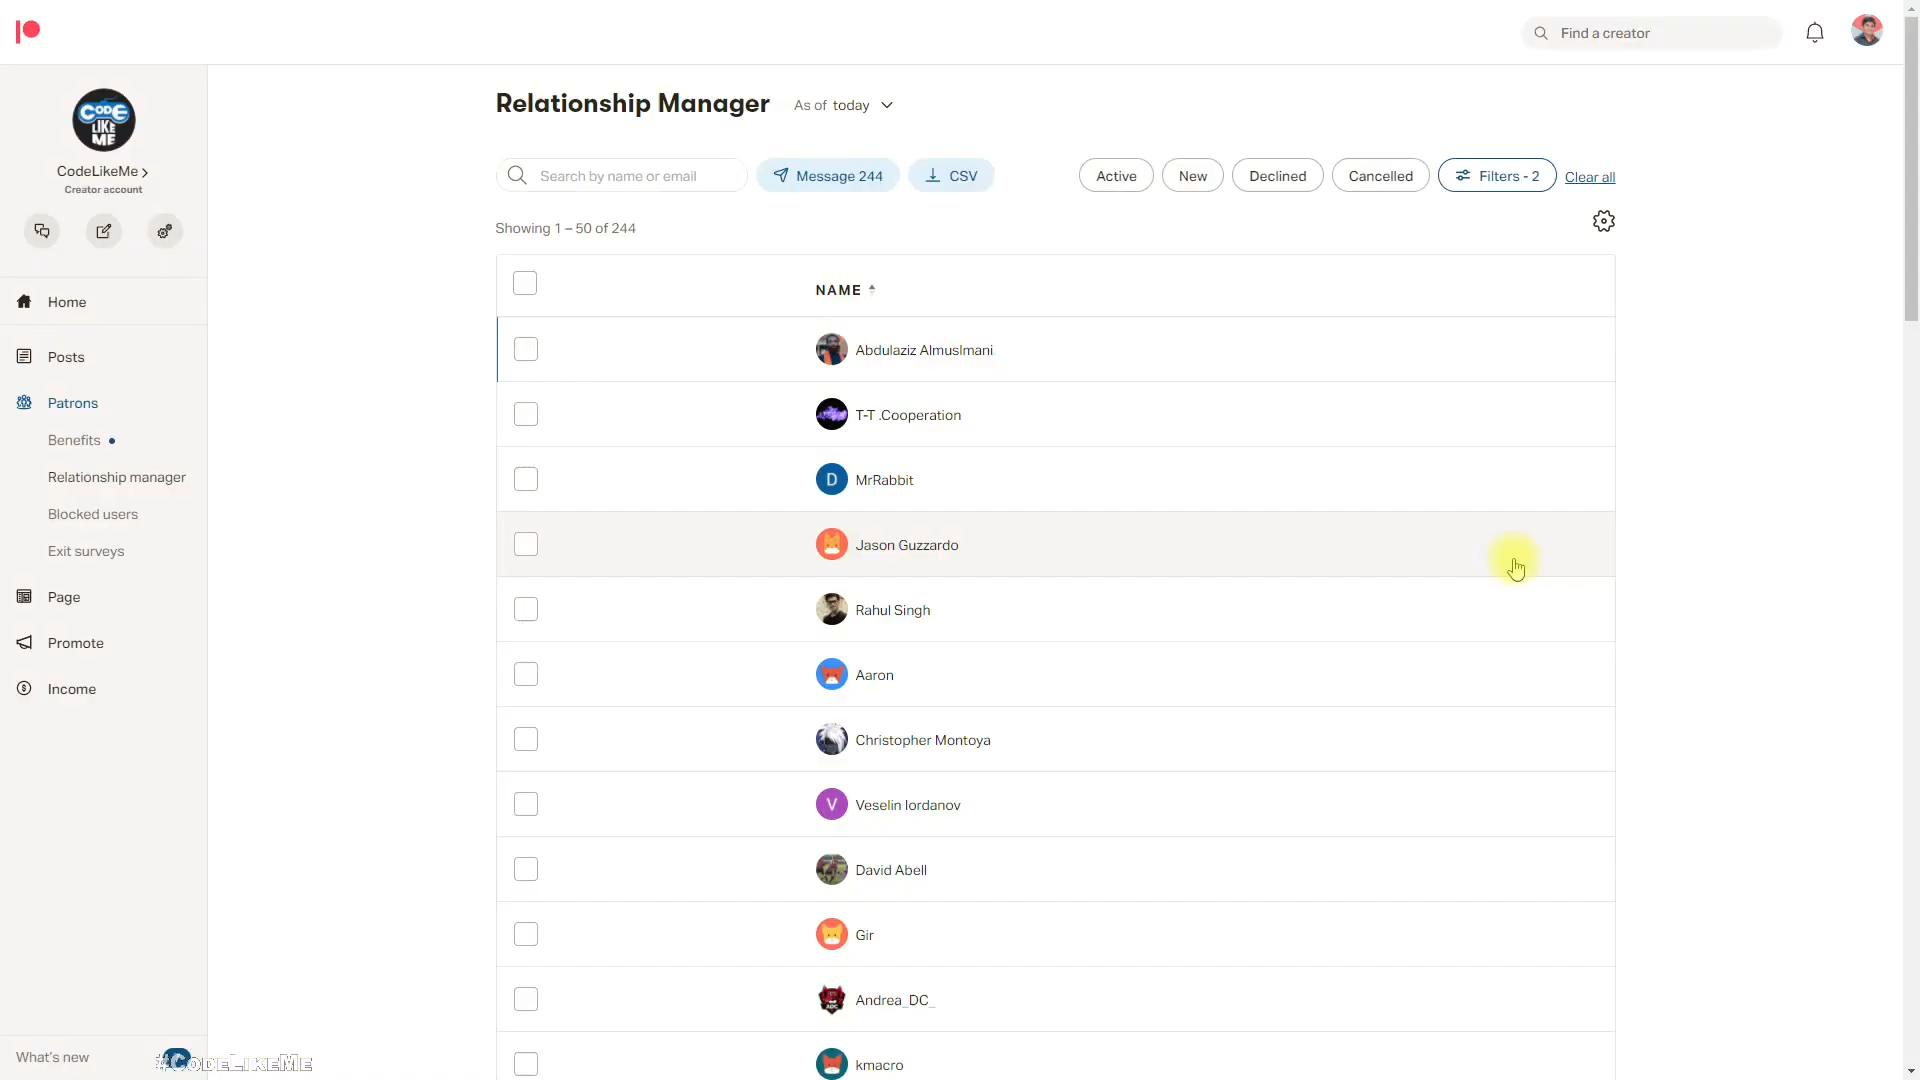 Find a creator
CODE
LIKE
ME
CodeLikeMe
Creator account
Home
Posts
Patrons
Benefits
Relationship manager
Blocked users
Exit surveys
Page
Promote
Income
What's new
#CodeLikeMe
Relationship Manager
As of today
Search by name or email
Message 244
CSV
Active
New
Declined
Cancelled
Filters - 2
Clear all
Showing 1 – 50 of 244
NAME
Abdulaziz Almuslmani
T-T .Cooperation
D
MrRabbit
Jason Guzzardo
Rahul Singh
Aaron
Christopher Montoya
V
Veselin Iordanov
David Abell
Gir
Andrea_DC_
kmacro